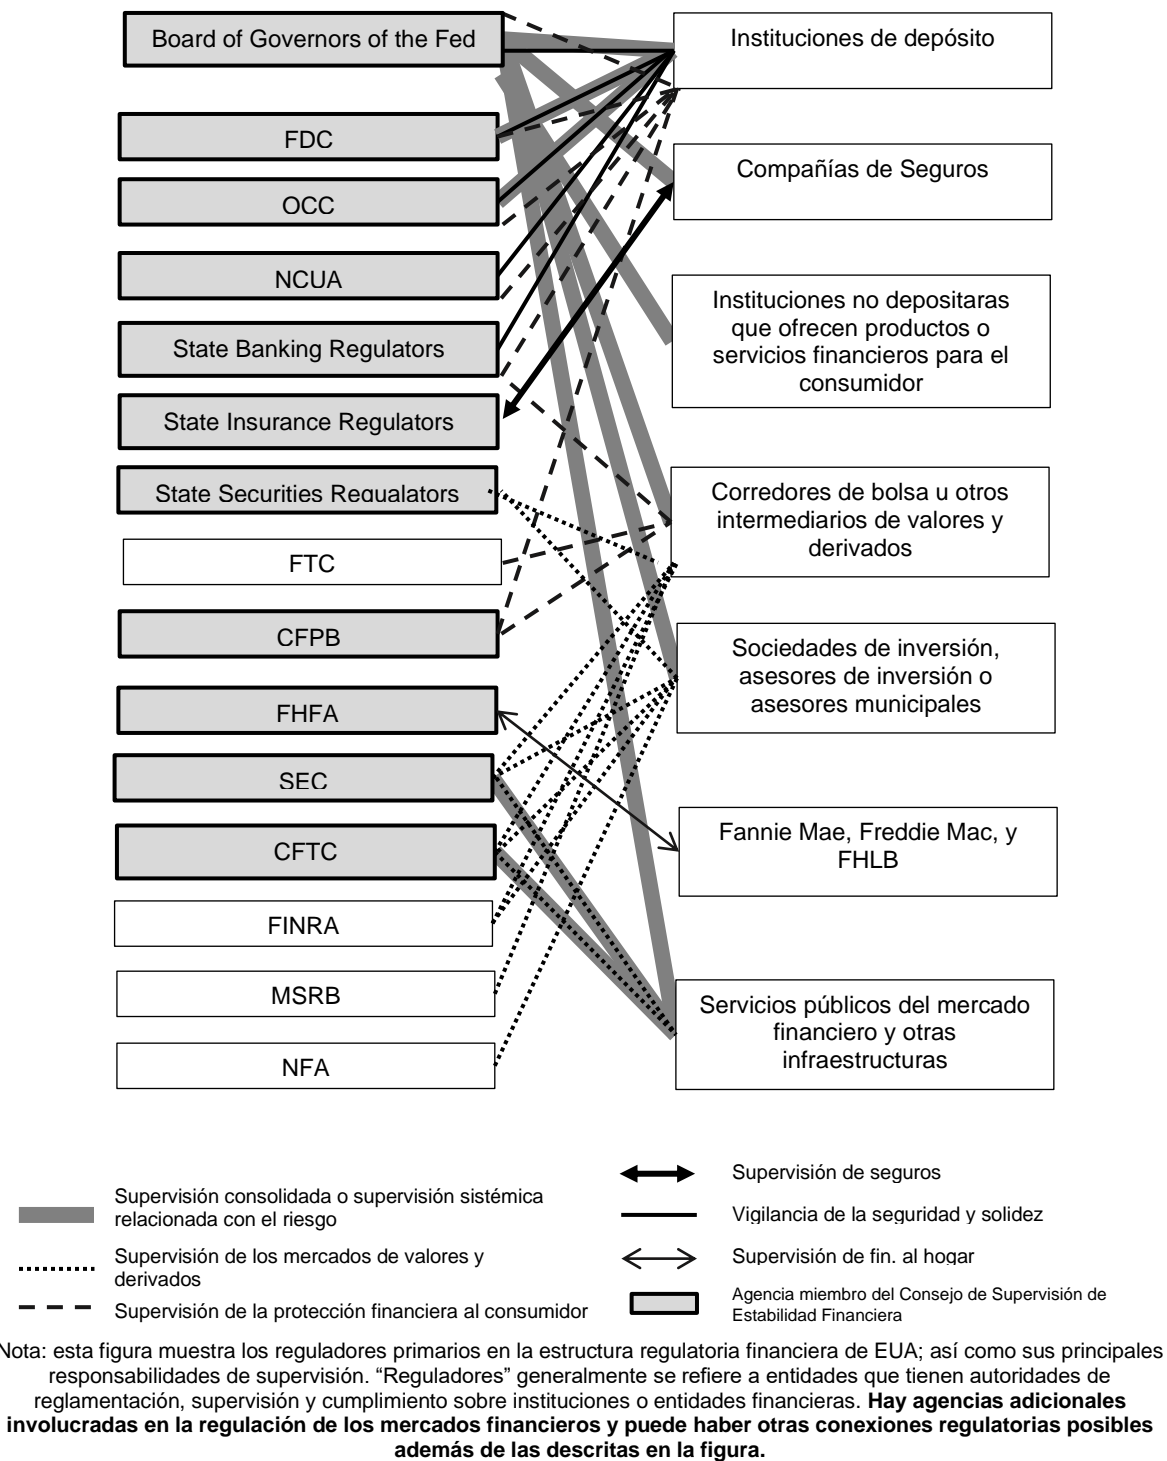 Board of Governors of the Fed
FDC
OCC
NCUA
State Banking Regulators
State Insurance Regulators
State Securities Regualators
FTC
CFPB
FHFA
SEC
CFTC
FINRA
MSRB
NFA
Instituciones de depósito
Compañías de Seguros
Instituciones no depositaras
que ofrecen productos o
servicios financieros para el
consumidor
Corredores de bolsa u otros
intermediarios de valores y
derivados
Sociedades de inversión,
asesores de inversión o
asesores municipales
Fannie Mae, Freddie Mac, y
FHLB
Servicios públicos del mercado
financiero y otras
infraestructuras
Supervisión consolidada o supervisión sistémica
relacionada con el riesgo
Supervisión de los mercados de valores y
derivados
Supervisión de la protección financiera al consumidor
Supervisión de seguros
Vigilancia de la seguridad y solidez
Supervisión de fin. al hogar
Agencia miembro del Consejo de Supervisión de
Estabilidad Financiera
Nota: esta figura muestra los reguladores primarios en la estructura regulatoria financiera de EUA; así como sus principales
responsabilidades de supervisión. “Reguladores” generalmente se refiere a entidades que tienen autoridades de
reglamentación, supervisión y cumplimiento sobre instituciones o entidades financieras. Hay agencias adicionales
involucradas en la regulación de los mercados financieros y puede haber otras conexiones regulatorias posibles
además de las descritas en la figura.